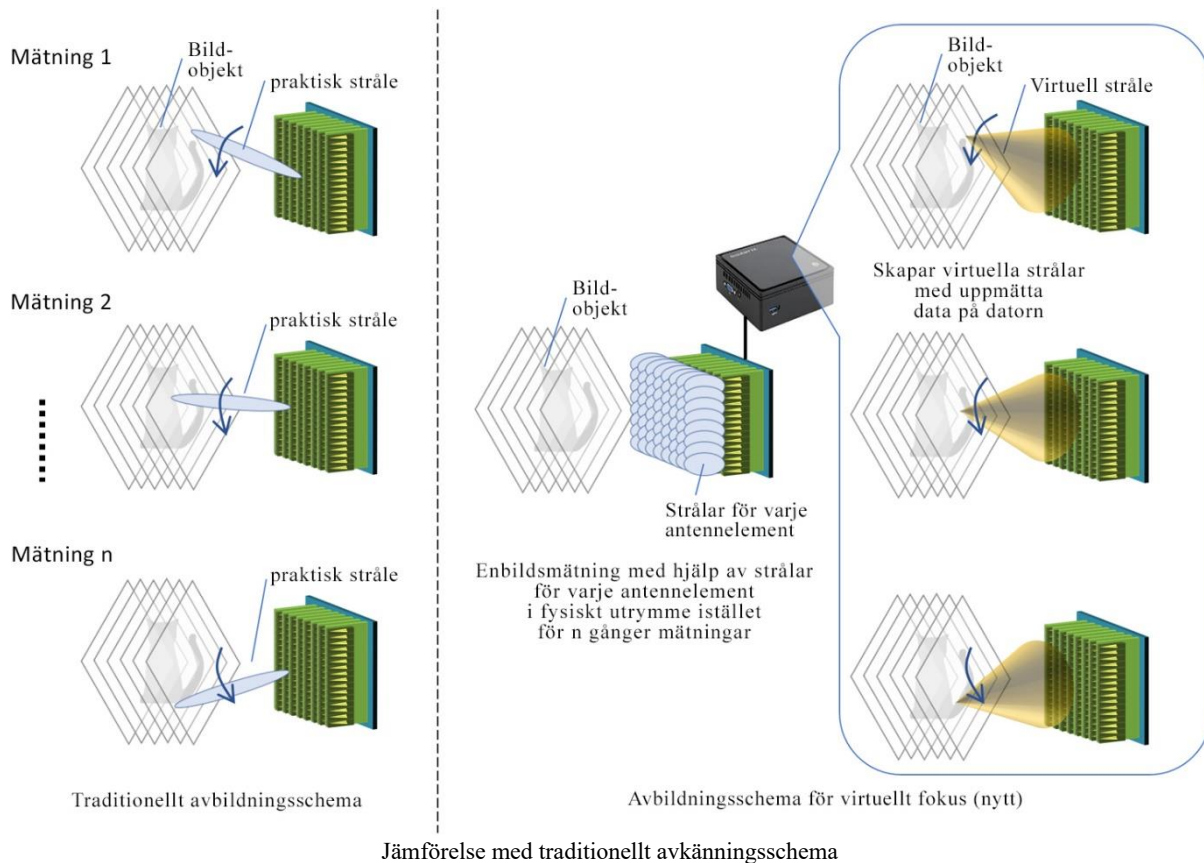 Mätning 1
Bild-
objekt
praktisk stråle
Mätning 2
praktisk stråle
Mätning n
praktisk stråle
Traditionellt avbildningsschema
Bild-
objekt
Strålar för varje
antennelement
Enbildsmätning med hjälp av strålar
för varje antennelement
i fysiskt utrymme istället
för n gånger mätningar
Bild-
objekt
Virtuell stråle
Skapar virtuella strålar
med uppmätta
data på datorn
Avbildningsschema för virtuellt fokus (nytt)
Jämförelse med traditionellt avkänningsschema